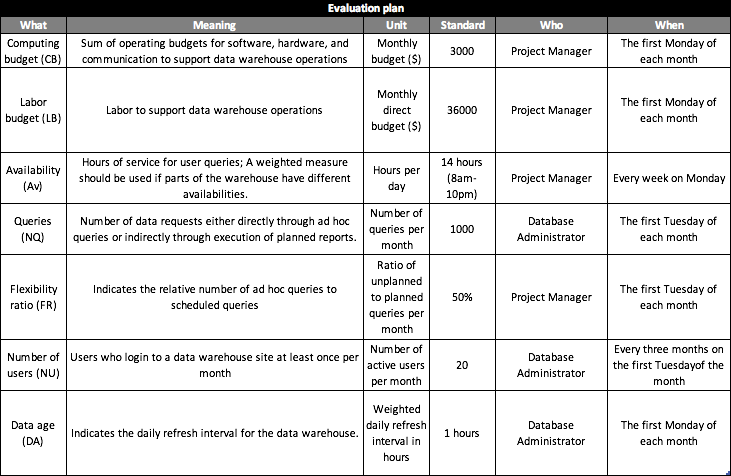 Evaluation plan
What Meaning Unit Standard Who When
Computing budget (CB) Sum of operating budgets for software, hardware, and communication to support data warehouse operations Monthly budget ($) 3000 Project Manager The first Monday of each month
Labor budget (LB) Labor to support data warehouse operations Monthly direct budget ($) 36000 Project Manager The first Monday of each month
Availability (Av) Hours of service for user queries; A weighted measure should be used if parts of the warehouse have different availabilities. Hours per day 14 hours (8am-10pm) Project Manager Every week on Monday
Queries (NQ) Number of data requests either directly through ad hoc queries or indirectly through execution of planned reports. Number of queries per month 1000 Database Administrator The first Tuesday of each month
Flexibility ratio (FR) Indicates the relative number of ad hoc queries to scheduled queries Ratio of unplanned to planned queries per month 50% Project Manager The first Tuesday of each month
Number of users (NU) Users who login to a data warehouse site at least once per month Number of active users per month 20 Database Administrator Every three months on the first Tuesdayof the month
Data age (DA) Indicates the daily refresh interval for the data warehouse. Weighted daily refresh interval in hours 1 hours Database Administrator The first Monday of each month